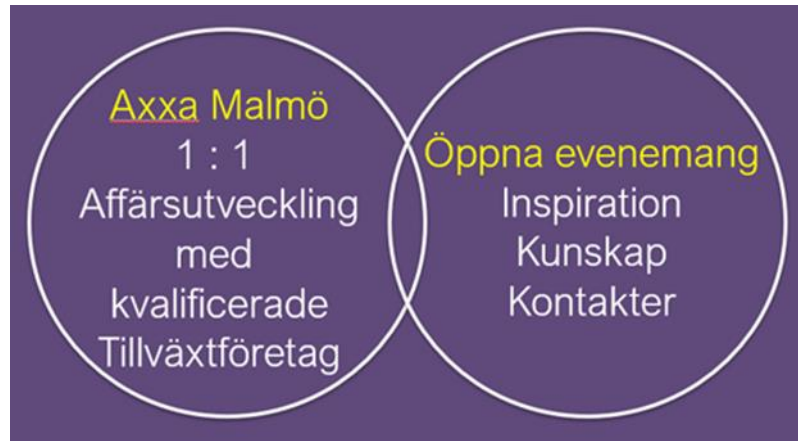 Axxa Malmö
1 : 1
Affärsutveckling
med
kvalificerade
Tillväxtföretag
Öppna evenemang
Inspiration
Kunskap
Kontakter